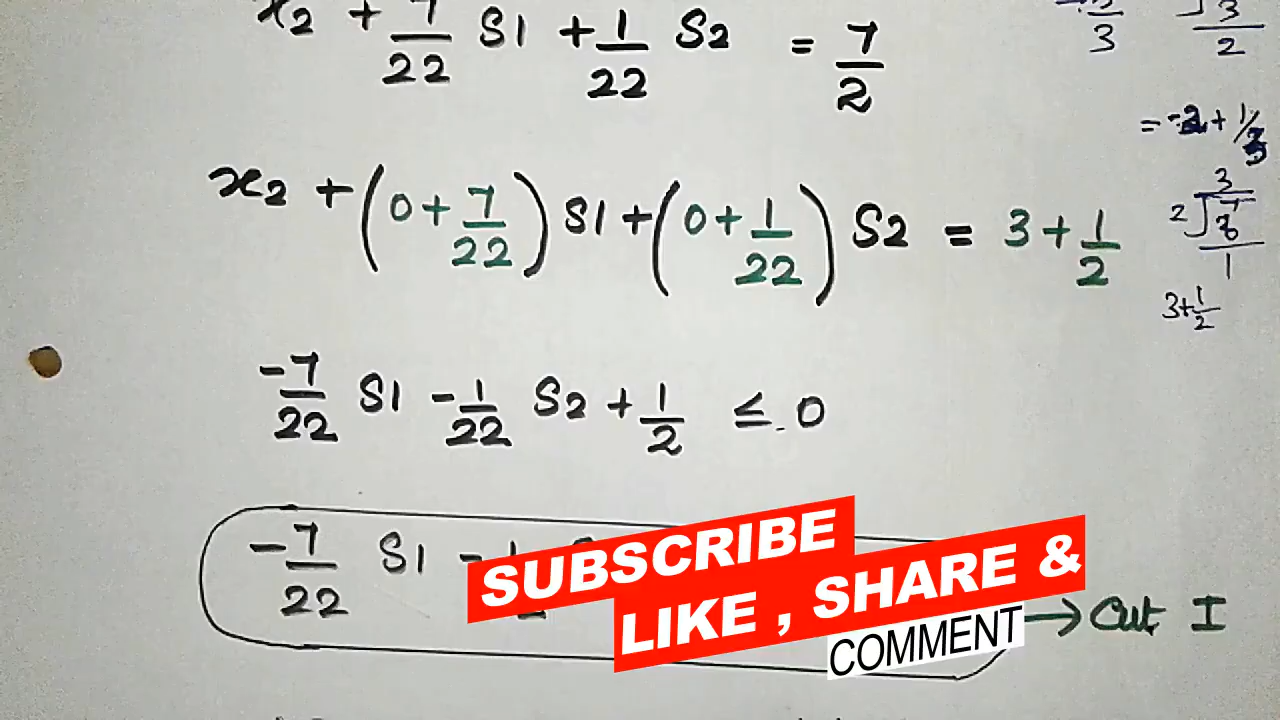 x2 + 7/22 S1 + 1/22 S2 = 7/2
x2 + (0 + 7/22) S1 + (0 + 1/22) S2 = 3 + 1/2
-7/22 S1 - 1/22 S2 + 1/2 ≤ 0
-7/22 S1
SUBSCRIBE
LIKE , SHARE &
COMMENT
→ Cut I
3
2
3
1
3+1/2